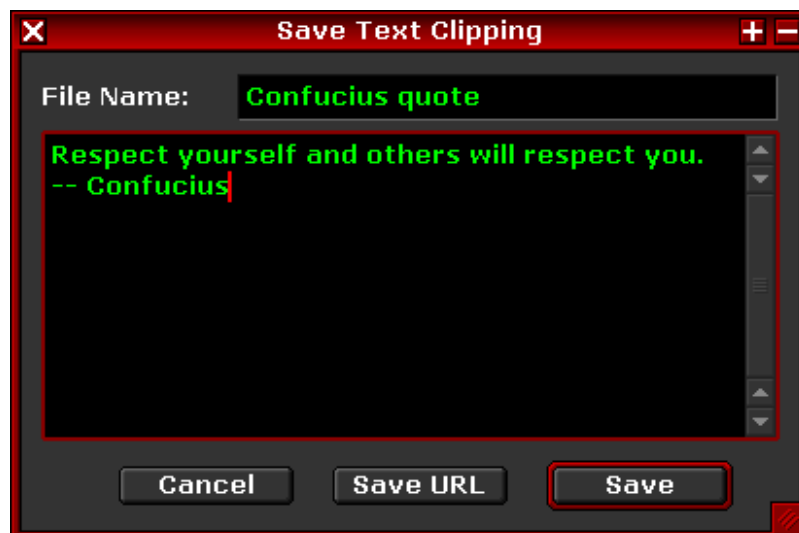 Save Text Clipping
File Name: Confucius quote
Respect yourself and others will respect you.
-- Confucius
Cancel Save URL Save